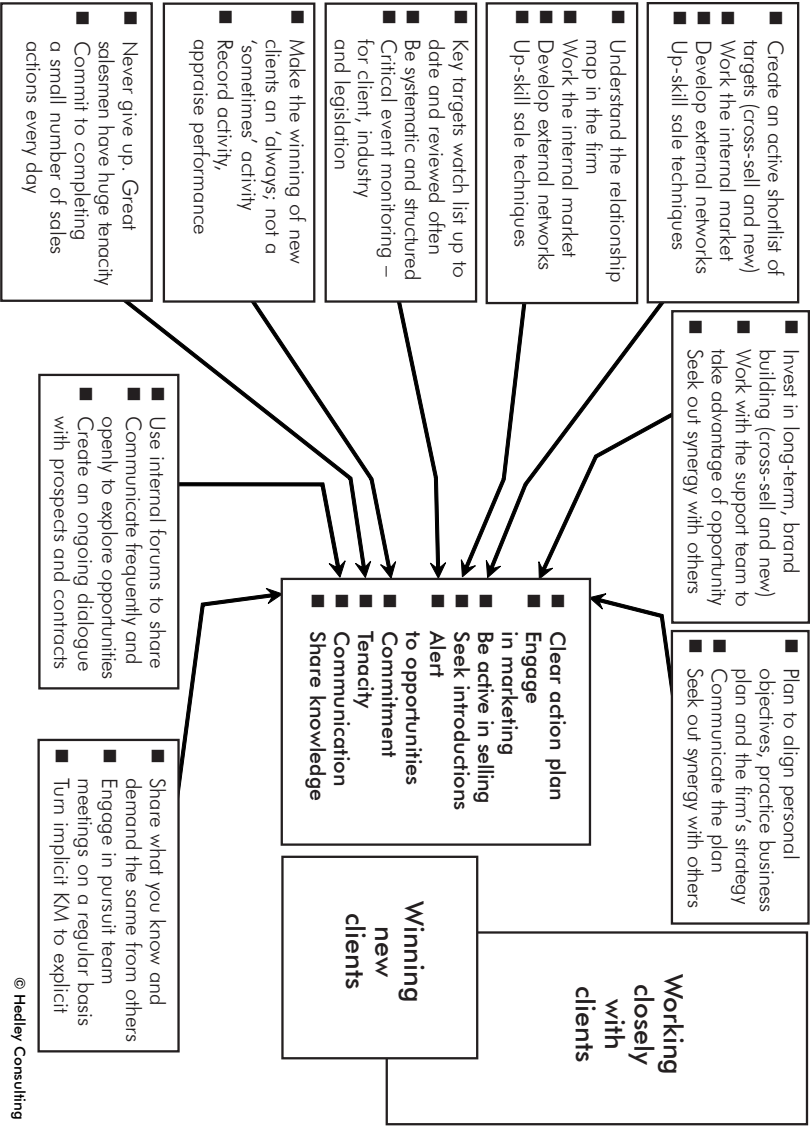 Working
closely
with
clients
Winning
new
clients
■ Clear action plan
■ Engage
in marketing
■ Be active in selling
■ Seek introductions
■ Alert
to opportunities
■ Commitment
■ Tenacity
■ Communication
■ Share knowledge
■ Plan to align personal
objectives, practice business
plan and the firm's strategy
■ Communicate the plan
■ Seek out synergy with others
■ Invest in long-term, brand
building (cross-sell and new)
■ Work with the support team to
take advantage of opportunity
■ Seek out synergy with others
■ Create an active shortlist of
targets (cross-sell and new)
■ Work the internal market
■ Develop external networks
■ Up-skill sale techniques
■ Understand the relationship
map in the firm
■ Work the internal market
■ Develop external networks
■ Up-skill sale techniques
■ Key targets watch list up to
date and reviewed often
■ Be systematic and structured
■ Critical event monitoring –
for client, industry
and legislation
■ Make the winning of new
clients an 'always; not a
'sometimes' activity
■ Record activity,
appraise performance
■ Never give up. Great
salesmen have huge tenacity
■ Commit to completing
a small number of sales
actions every day
■ Use internal forums to share
■ Communicate frequently and
openly to explore opportunities
■ Create an ongoing dialogue
with prospects and contracts
■ Share what you know and
demand the same from others
■ Engage in pursuit team
meetings on a regular basis
■ Turn implicit KM to explicit
© Hedley Consulting